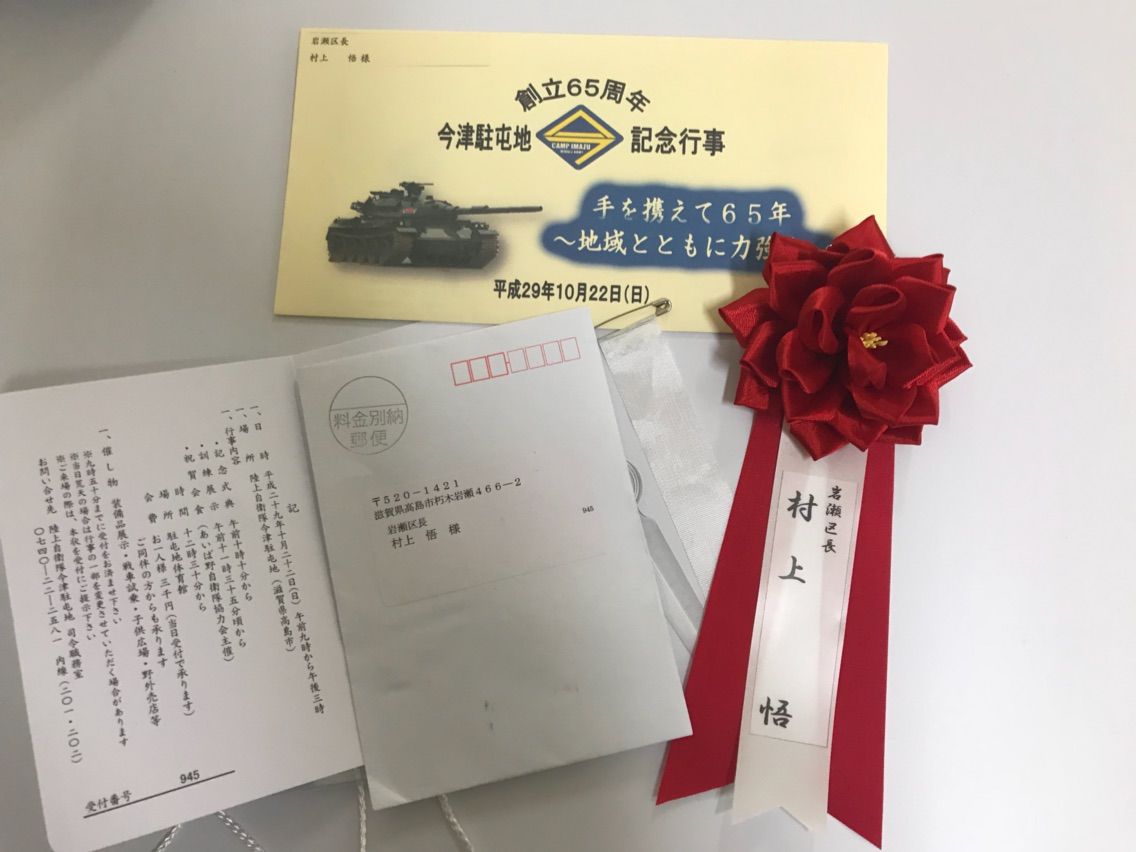 岩瀬区長
村上 悟 様
創立65周年
今津駐屯地
CAMP IMAZU
記念行事
手を携えて65年
～地域とともに力強
平成29年10月22日(日)
記
一、日 時 平成二十九年十月二十二日(日) 午前九時から午後三時
一、場 所 陸上自衛隊今津駐屯地(滋賀県高島市)
一、行事内容
・記念式典 午前十時十分から
・訓練展示 午前十一時三十五分頃から
・祝賀会食(あいば野自衛隊協力会主催)
時 間 十二時三十分から
場 所 駐屯地体育館
会 費 お一人様 三千円(当日受付で承ります)
ご同伴の方からも承ります
一、催し物 装備品展示・戦車試乗・子供広場・野外売店等
※九時五十分までに受付をお済ませ下さい
※当日荒天の場合は行事の一部を変更させていただく場合があります
※ご来場の際は、本状を受付にご提示下さい
お問い合せ先 陸上自衛隊今津駐屯地 司令職務室
〇七四〇―二二―二五八一 内線(二〇一・二〇二)
受付番号 945
料金別納
郵便
〒520-1421
滋賀県高島市朽木岩瀬466-2
岩瀬区長
村上 悟 様
945
岩瀬区長
村上 悟